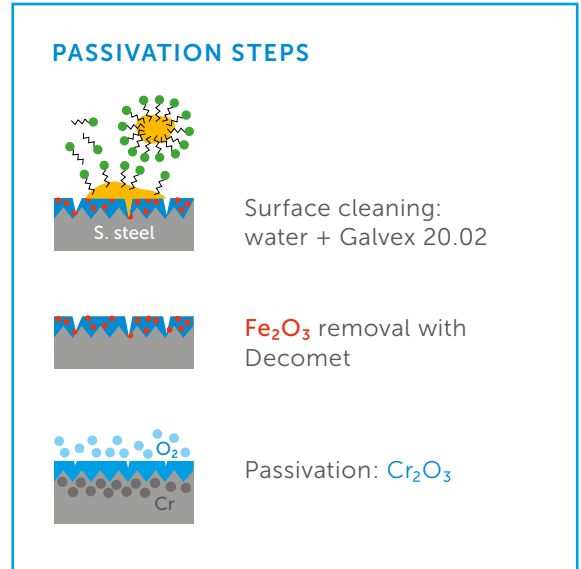 PASSIVATION STEPS
S. steel
Surface cleaning:
water + Galvex 20.02
Fe₂O₃ removal with
Decomet
O₂
Cr
Passivation: Cr₂O₃